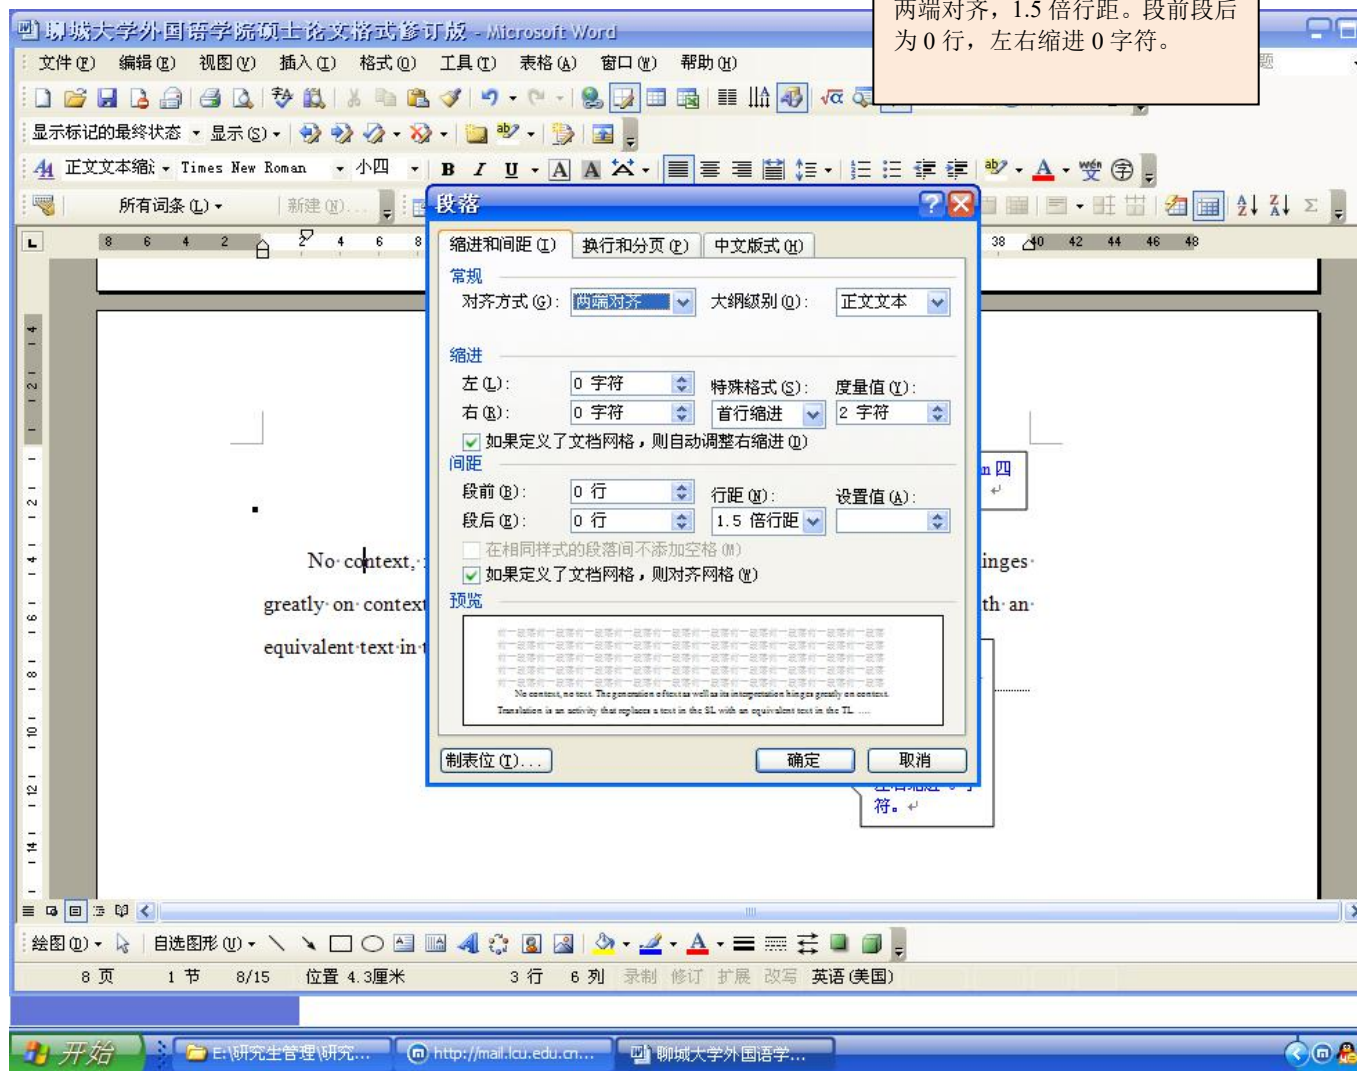 两端对齐，1.5 倍行距。段前段后
为 0 行，左右缩进 0 字符。
聊城大学外国语学院硕士论文格式修订版 - Microsoft Word
文件(F) 编辑(E) 视图(V) 插入(I) 格式(O) 工具(T) 表格(A) 窗口(W) 帮助(H)
题
显示标记的最终状态 显示(S)
正文文本缩 Times New Roman 小四 B I U A A
所有词条(L) 新建(N)...
L 8 6 4 2 2 4 6 8 38 40 42 44 46 48
段落
缩进和间距(I) 换行和分页(P) 中文版式(H)
常规
对齐方式(G): 两端对齐 大纲级别(O): 正文文本
缩进
左(L): 0 字符 特殊格式(S): 度量值(Y):
右(R): 0 字符 首行缩进 2 字符
如果定义了文档网格，则自动调整右缩进(D)
间距
段前(B): 0 行 行距(N): 设置值(A):
段后(E): 0 行 1.5 倍行距
在相同样式的段落间不添加空格(M)
如果定义了文档网格，则对齐网格(W)
预览
No context, no text. The generation of text as well as its interpretation hinges greatly on context.
Translation is an activity that replaces a text in the SL with an equivalent text in the TL. ....
制表位(T)... 确定 取消
n 四
No context,
inges
greatly on context
th an
equivalent text in t
符。
绘图(D) 自选图形(U)
8 页 1 节 8/15 位置 4.3厘米 3 行 6 列 录制 修订 扩展 改写 英语(美国)
开始 E:\研究生管理\研究... http://mail.lcu.edu.cn... 聊城大学外国语学...